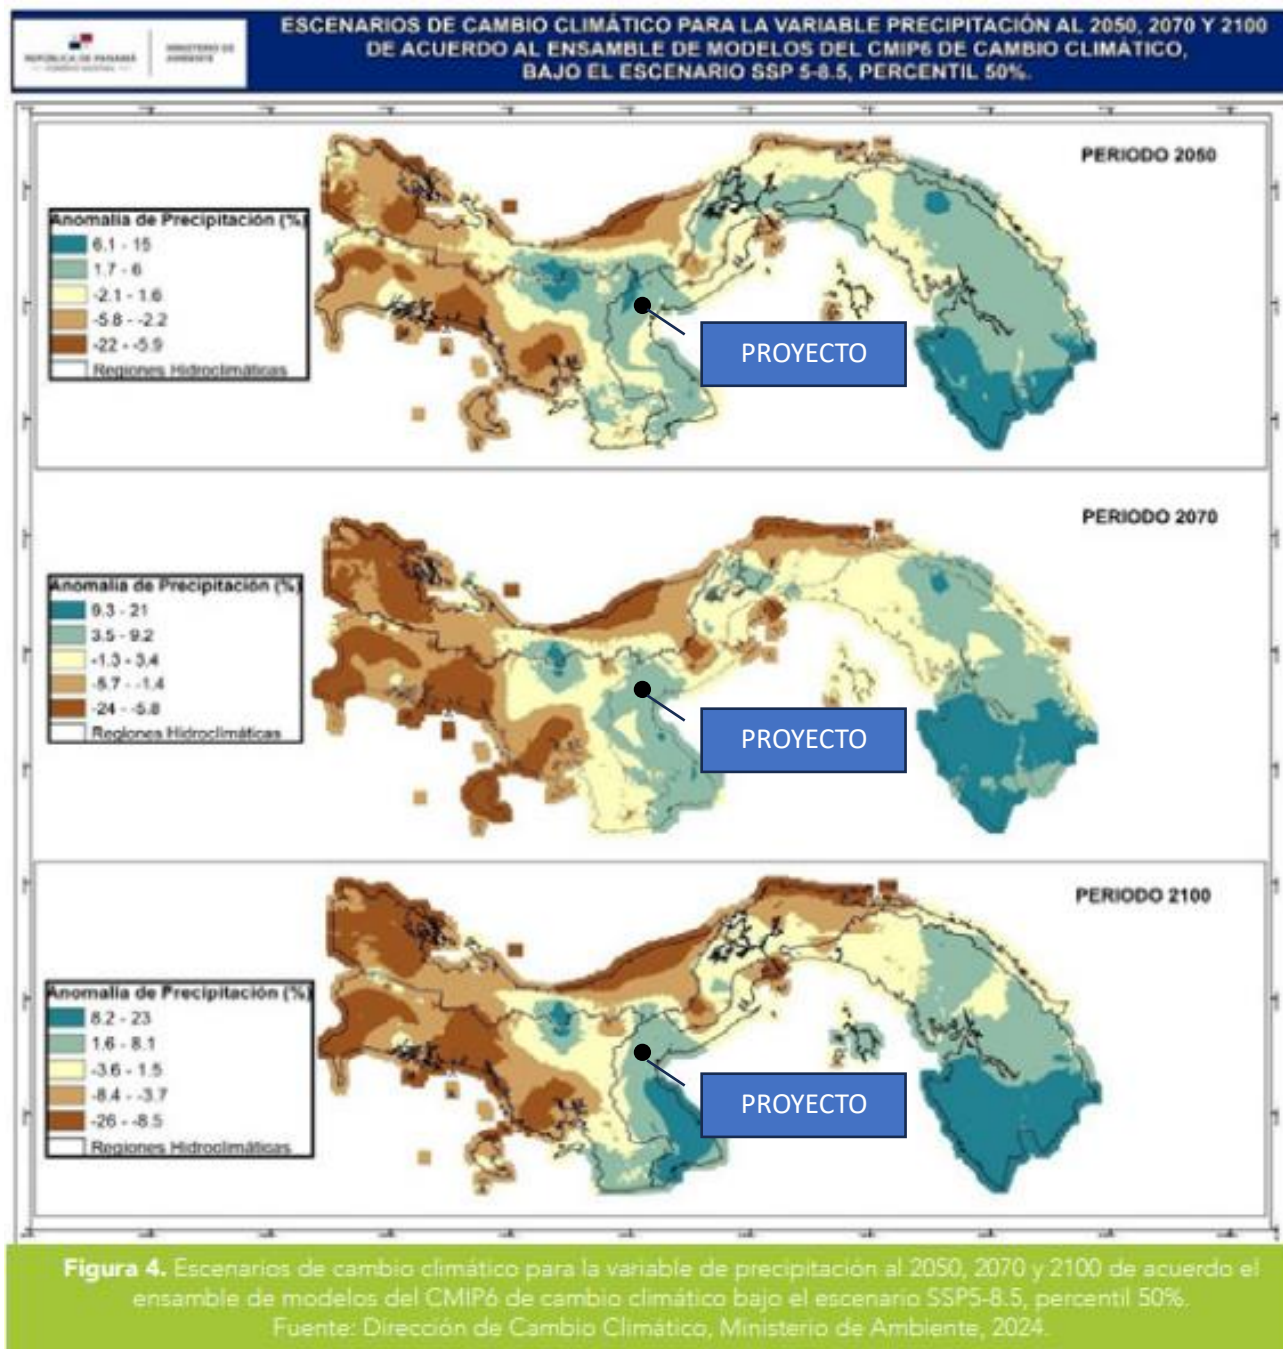 REPÚBLICA DE PANAMÁ
MINISTERIO DE
AMBIENTE
ESCENARIOS DE CAMBIO CLIMÁTICO PARA LA VARIABLE PRECIPITACIÓN AL 2050, 2070 Y 2100
DE ACUERDO AL ENSAMBLE DE MODELOS DEL CMIP6 DE CAMBIO CLIMÁTICO,
BAJO EL ESCENARIO SSP 5-8.5, PERCENTIL 50%.
PERIODO 2050
Anomalía de Precipitación (%)
6.1 - 15
1.7 - 6
-2.1 - 1.6
-5.8 - -2.2
-22 - -5.9
Regiones Hidroclimáticas
PROYECTO
PERIODO 2070
Anomalía de Precipitación (%)
9.3 - 21
3.5 - 9.2
-1.3 - 3.4
-5.7 - -1.4
-24 - -5.8
Regiones Hidroclimáticas
PROYECTO
PERIODO 2100
Anomalía de Precipitación (%)
8.2 - 23
1.6 - 8.1
-3.6 - 1.5
-8.4 - -3.7
-26 - -8.5
Regiones Hidroclimáticas
PROYECTO
Figura 4. Escenarios de cambio climático para la variable de precipitación al 2050, 2070 y 2100 de acuerdo el
ensamble de modelos del CMIP6 de cambio climático bajo el escenario SSP5-8.5, percentil 50%.
Fuente: Dirección de Cambio Climático, Ministerio de Ambiente, 2024.